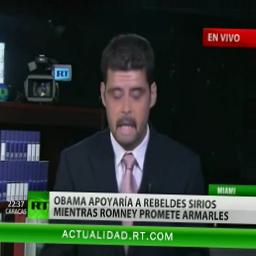 EN VIVO
RT
MIAMI
22:37
CARACAS
RT
OBAMA APOYARÍA A REBELDES SIRIOS
MIENTRAS ROMNEY PROMETE ARMARLES
ACTUALIDAD.RT.COM